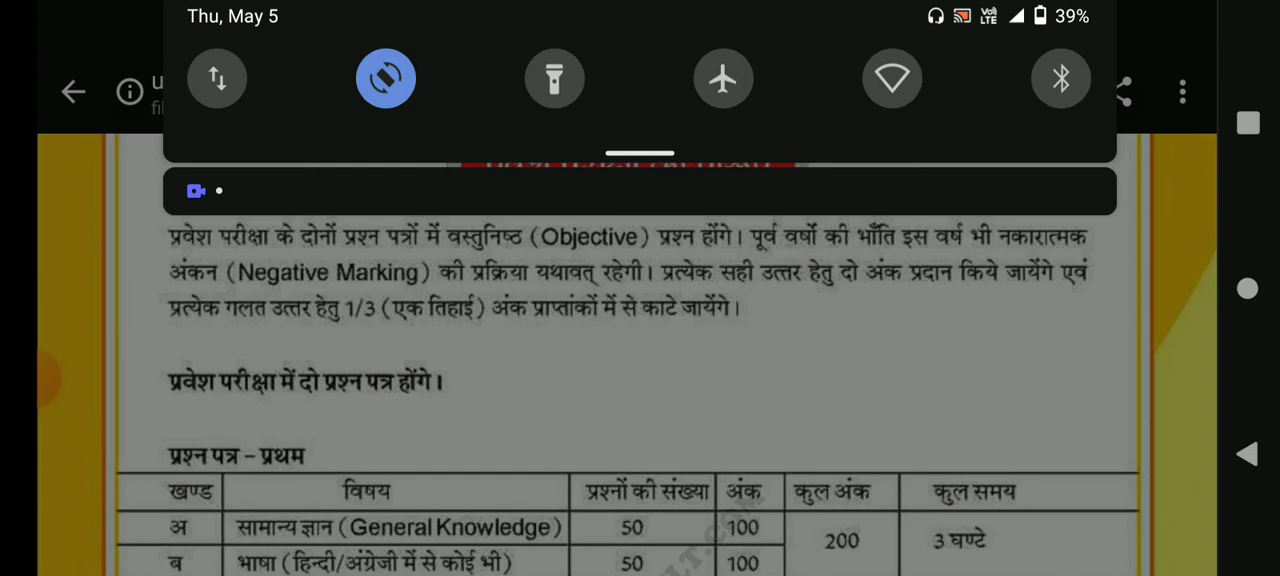 Thu, May 5
Vo)) LTE 39%
प्रवेश परीक्षा के दोनों प्रश्न पत्रों में वस्तुनिष्ठ (Objective) प्रश्न होंगे। पूर्व वर्षों की भाँति इस वर्ष भी नकारात्मक
अंकन (Negative Marking) की प्रक्रिया यथावत् रहेगी। प्रत्येक सही उत्तर हेतु दो अंक प्रदान किये जायेंगे एवं
प्रत्येक गलत उत्तर हेतु 1/3 (एक तिहाई) अंक प्राप्तांकों में से काटे जायेंगे।
प्रवेश परीक्षा में दो प्रश्न पत्र होंगे।
प्रश्न पत्र – प्रथम
खण्ड विषय प्रश्नों की संख्या अंक कुल अंक कुल समय
अ सामान्य ज्ञान (General Knowledge) 50 100 200 3 घण्टे
ब भाषा (हिन्दी/अंग्रेजी में से कोई भी) 50 100